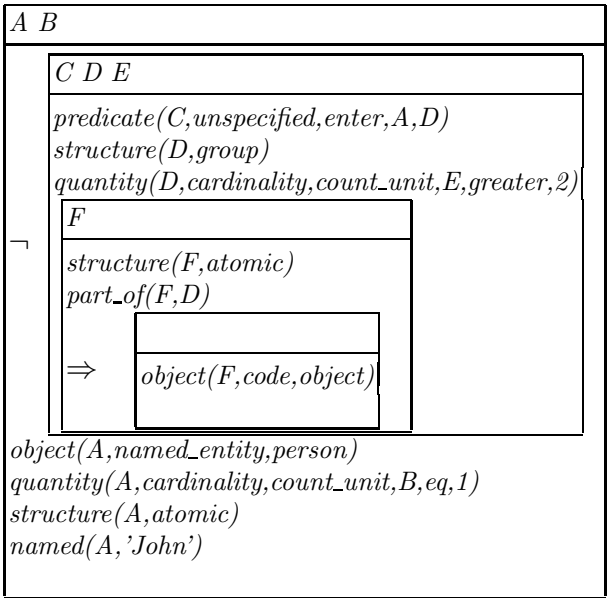 A B
C D E
predicate(C,unspecified,enter,A,D)
structure(D,group)
quantity(D,cardinality,count_unit,E,greater,2)
F
¬
structure(F,atomic)
part_of(F,D)
⇒ object(F,code,object)
object(A,named_entity,person)
quantity(A,cardinality,count_unit,B,eq,1)
structure(A,atomic)
named(A,'John')